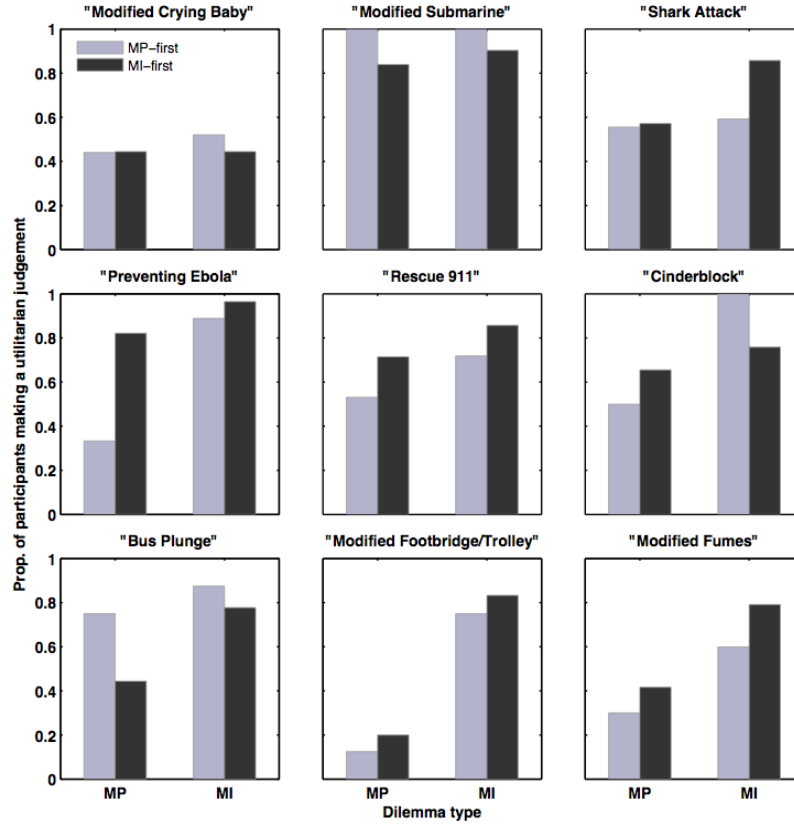 "Modified Crying Baby"
"Modified Submarine"
"Shark Attack"
1
0.8
0.6
0.4
0.2
0
MP-first
MI-first
"Preventing Ebola"
"Rescue 911"
"Cinderblock"
1
0.8
0.6
0.4
0.2
0
Prop. of participants making a utilitarian judgement
"Bus Plunge"
"Modified Footbridge/Trolley"
"Modified Fumes"
1
0.8
0.6
0.4
0.2
0
MP
MI
MP
MI
MP
MI
Dilemma type